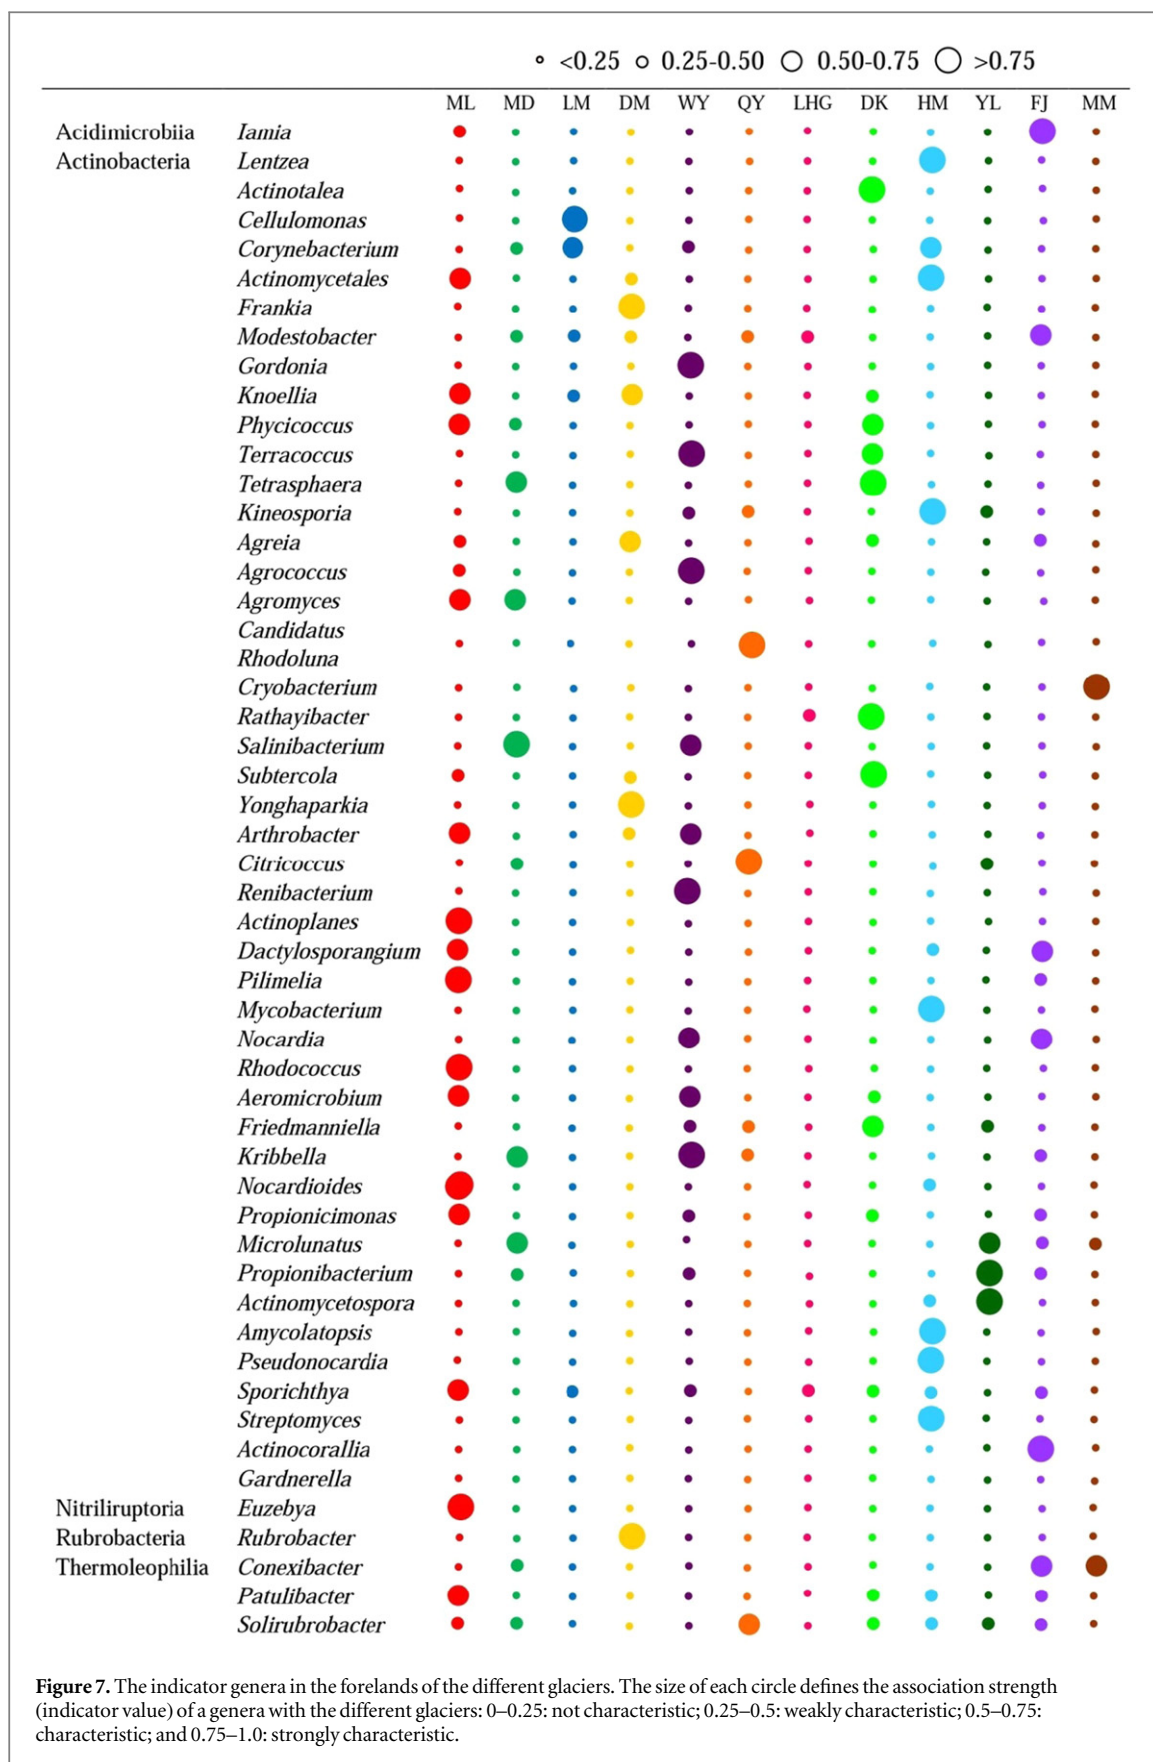 <0.25 0.25-0.50 0.50-0.75 >0.75
ML MD LM DM WY QY LHG DK HM YL FJ MM
Acidimicrobiia Iamia
Actinobacteria Lentzea
Actinotalea
Cellulomonas
Corynebacterium
Actinomycetales
Frankia
Modestobacter
Gordonia
Knoellia
Phycicoccus
Terracoccus
Tetrasphaera
Kineosporia
Agreia
Agrococcus
Agromyces
Candidatus
Rhodoluna
Cryobacterium
Rathayibacter
Salinibacterium
Subtercola
Yonghaparkia
Arthrobacter
Citricoccus
Renibacterium
Actinoplanes
Dactylosporangium
Pilimelia
Mycobacterium
Nocardia
Rhodococcus
Aeromicrobium
Friedmanniella
Kribbella
Nocardioides
Propionicimonas
Microlunatus
Propionibacterium
Actinomycetospora
Amycolatopsis
Pseudonocardia
Sporichthya
Streptomyces
Actinocorallia
Gardnerella
Nitriliruptoria Euzebya
Rubrobacteria Rubrobacter
Thermoleophilia Conexibacter
Patulibacter
Solirubrobacter
Figure 7. The indicator genera in the forelands of the different glaciers. The size of each circle defines the association strength
(indicator value) of a genera with the different glaciers: 0–0.25: not characteristic; 0.25–0.5: weakly characteristic; 0.5–0.75:
characteristic; and 0.75–1.0: strongly characteristic.